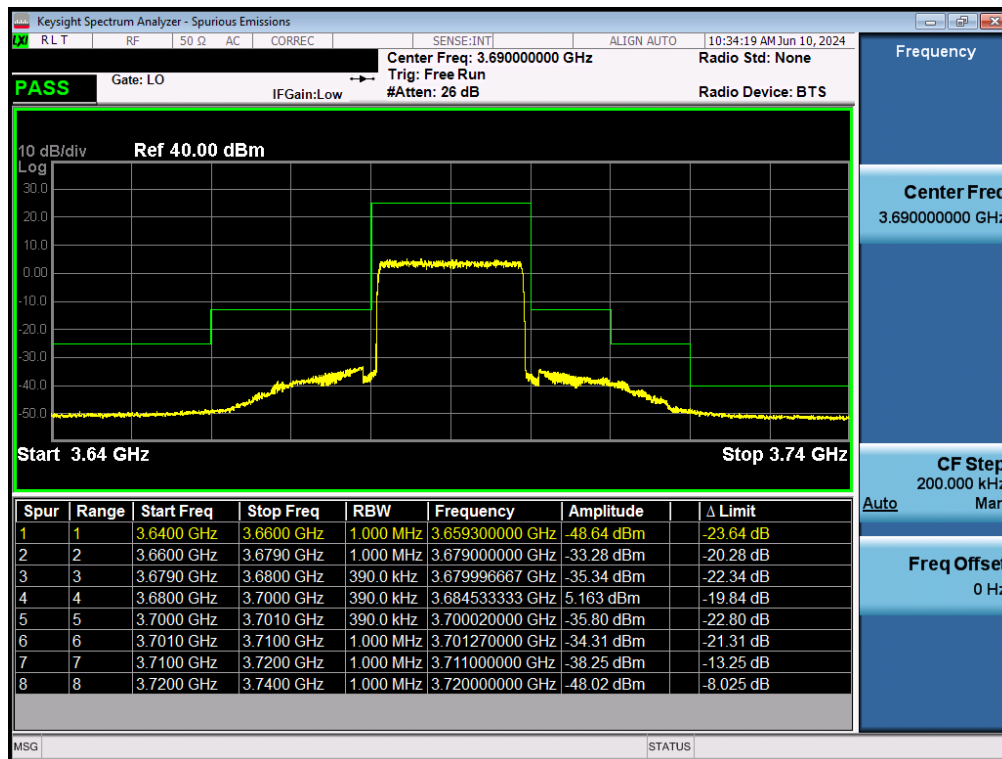 Keysight Spectrum Analyzer - Spurious Emissions
LXI RLT RF 50 Ω AC CORREC SENSE:INT ALIGN AUTO 10:34:19 AM Jun 10, 2024
Center Freq: 3.690000000 GHz Radio Std: None
PASS Gate: LO Trig: Free Run
IFGain:Low #Atten: 26 dB Radio Device: BTS
Frequency
10 dB/div Ref 40.00 dBm
Log
30.0
20.0
10.0
0.00
-10.0
-20.0
-30.0
-40.0
-50.0
Start 3.64 GHz Stop 3.74 GHz
Center Freq
3.690000000 GHz
CF Step
200.000 kHz
Auto Man
Freq Offset
0 Hz
Spur Range Start Freq Stop Freq RBW Frequency Amplitude Δ Limit
1 1 3.6400 GHz 3.6600 GHz 1.000 MHz 3.659300000 GHz -48.64 dBm -23.64 dB
2 2 3.6600 GHz 3.6790 GHz 1.000 MHz 3.679000000 GHz -33.28 dBm -20.28 dB
3 3 3.6790 GHz 3.6800 GHz 390.0 kHz 3.679996667 GHz -35.34 dBm -22.34 dB
4 4 3.6800 GHz 3.7000 GHz 390.0 kHz 3.684533333 GHz 5.163 dBm -19.84 dB
5 5 3.7000 GHz 3.7010 GHz 390.0 kHz 3.700020000 GHz -35.80 dBm -22.80 dB
6 6 3.7010 GHz 3.7100 GHz 1.000 MHz 3.701270000 GHz -34.31 dBm -21.31 dB
7 7 3.7100 GHz 3.7200 GHz 1.000 MHz 3.711000000 GHz -38.25 dBm -13.25 dB
8 8 3.7200 GHz 3.7400 GHz 1.000 MHz 3.720000000 GHz -48.02 dBm -8.025 dB
MSG STATUS